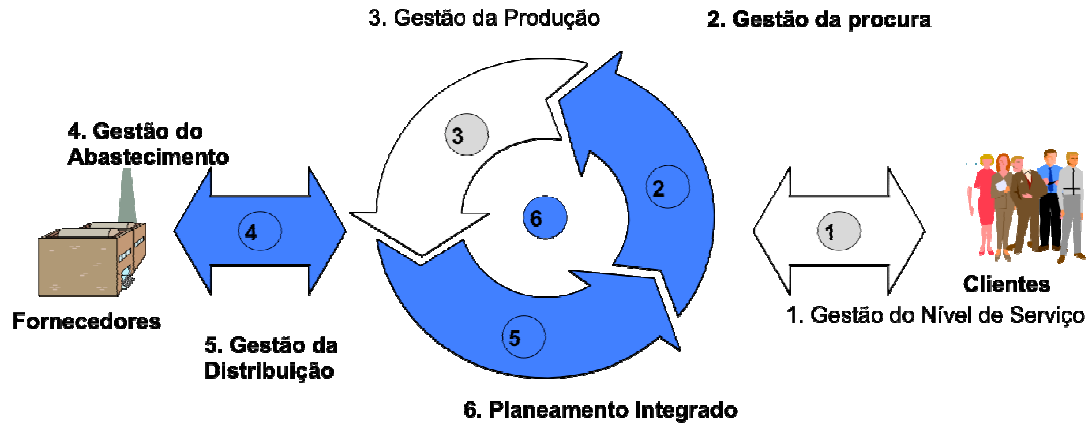 3. Gestão da Produção
2. Gestão da procura
4. Gestão do
Abastecimento
3
2
6
4
1
Fornecedores
Clientes
1. Gestão do Nível de Serviço
5. Gestão da
Distribuição
5
6. Planeamento Integrado